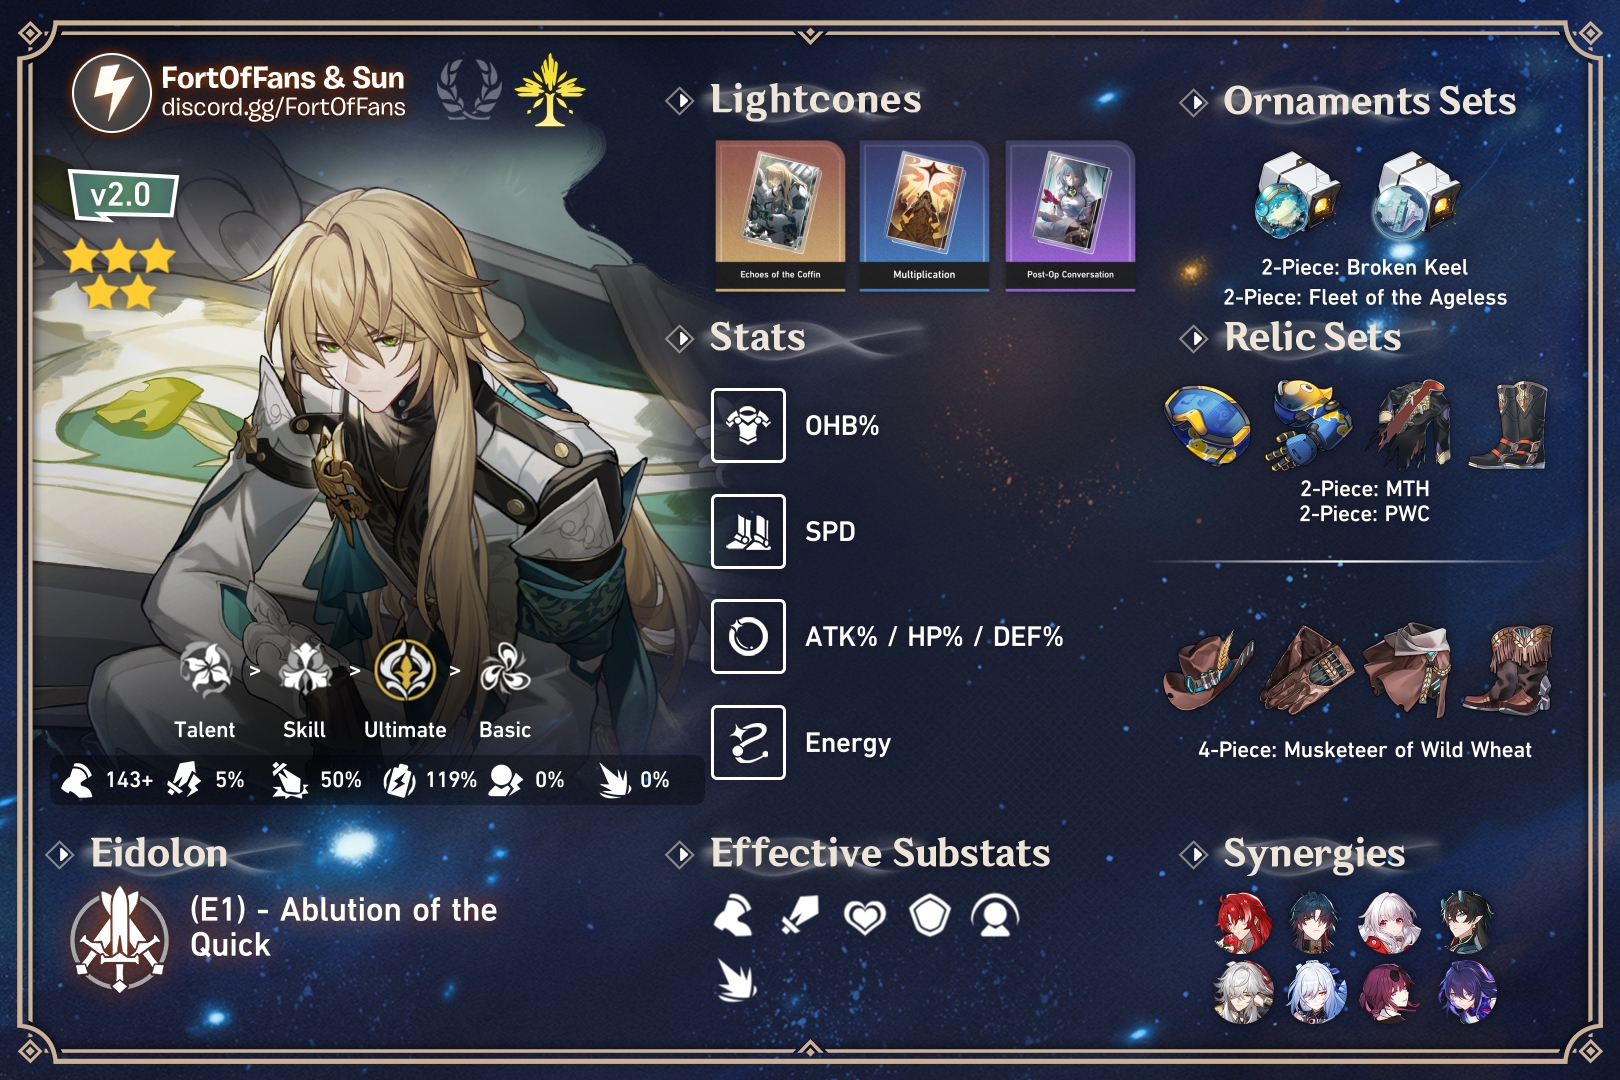 FortOfFans & Sun
discord.gg/FortOfFans
v2.0
Talent > Skill > Ultimate > Basic
143+ 5% 50% 119% 0% 0%
Eidolon
(E1) - Ablution of the
Quick
Lightcones
Echoes of the Coffin
Multiplication
Post-Op Conversation
Stats
OHB%
SPD
ATK% / HP% / DEF%
Energy
Effective Substats
Ornaments Sets
2-Piece: Broken Keel
2-Piece: Fleet of the Ageless
Relic Sets
2-Piece: MTH
2-Piece: PWC
4-Piece: Musketeer of Wild Wheat
Synergies